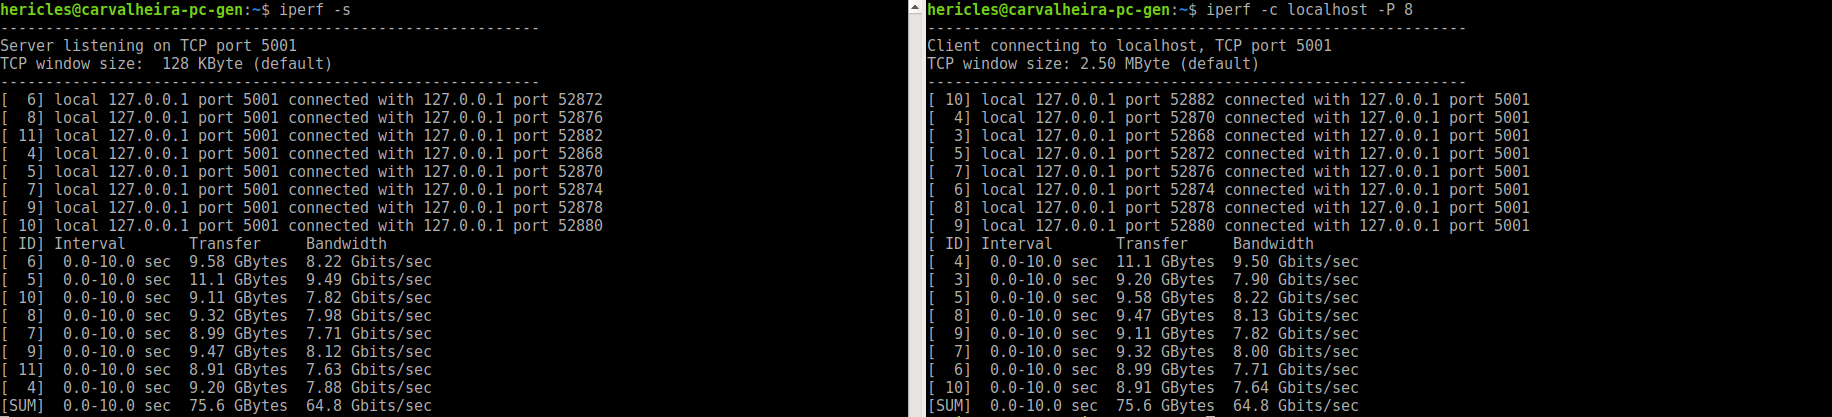 hericles@carvalheira-pc-gen:~$ iperf -s
------------------------------------------------------------
Server listening on TCP port 5001
TCP window size:  128 KByte (default)
------------------------------------------------------------
[  6] local 127.0.0.1 port 5001 connected with 127.0.0.1 port 52872
[  8] local 127.0.0.1 port 5001 connected with 127.0.0.1 port 52876
[ 11] local 127.0.0.1 port 5001 connected with 127.0.0.1 port 52882
[  4] local 127.0.0.1 port 5001 connected with 127.0.0.1 port 52868
[  5] local 127.0.0.1 port 5001 connected with 127.0.0.1 port 52870
[  7] local 127.0.0.1 port 5001 connected with 127.0.0.1 port 52874
[  9] local 127.0.0.1 port 5001 connected with 127.0.0.1 port 52878
[ 10] local 127.0.0.1 port 5001 connected with 127.0.0.1 port 52880
[ ID] Interval       Transfer     Bandwidth
[  6]  0.0-10.0 sec  9.58 GBytes  8.22 Gbits/sec
[  5]  0.0-10.0 sec  11.1 GBytes  9.49 Gbits/sec
[ 10]  0.0-10.0 sec  9.11 GBytes  7.82 Gbits/sec
[  8]  0.0-10.0 sec  9.32 GBytes  7.98 Gbits/sec
[  7]  0.0-10.0 sec  8.99 GBytes  7.71 Gbits/sec
[  9]  0.0-10.0 sec  9.47 GBytes  8.12 Gbits/sec
[ 11]  0.0-10.0 sec  8.91 GBytes  7.63 Gbits/sec
[  4]  0.0-10.0 sec  9.20 GBytes  7.88 Gbits/sec
[SUM]  0.0-10.0 sec  75.6 GBytes  64.8 Gbits/sec
hericles@carvalheira-pc-gen:~$ iperf -c localhost -P 8
------------------------------------------------------------
Client connecting to localhost, TCP port 5001
TCP window size: 2.50 MByte (default)
------------------------------------------------------------
[ 10] local 127.0.0.1 port 52882 connected with 127.0.0.1 port 5001
[  4] local 127.0.0.1 port 52870 connected with 127.0.0.1 port 5001
[  3] local 127.0.0.1 port 52868 connected with 127.0.0.1 port 5001
[  5] local 127.0.0.1 port 52872 connected with 127.0.0.1 port 5001
[  7] local 127.0.0.1 port 52876 connected with 127.0.0.1 port 5001
[  6] local 127.0.0.1 port 52874 connected with 127.0.0.1 port 5001
[  8] local 127.0.0.1 port 52878 connected with 127.0.0.1 port 5001
[  9] local 127.0.0.1 port 52880 connected with 127.0.0.1 port 5001
[ ID] Interval       Transfer     Bandwidth
[  4]  0.0-10.0 sec  11.1 GBytes  9.50 Gbits/sec
[  3]  0.0-10.0 sec  9.20 GBytes  7.90 Gbits/sec
[  5]  0.0-10.0 sec  9.58 GBytes  8.22 Gbits/sec
[  8]  0.0-10.0 sec  9.47 GBytes  8.13 Gbits/sec
[  9]  0.0-10.0 sec  9.11 GBytes  7.82 Gbits/sec
[  7]  0.0-10.0 sec  9.32 GBytes  8.00 Gbits/sec
[  6]  0.0-10.0 sec  8.99 GBytes  7.71 Gbits/sec
[ 10]  0.0-10.0 sec  8.91 GBytes  7.64 Gbits/sec
[SUM]  0.0-10.0 sec  75.6 GBytes  64.8 Gbits/sec